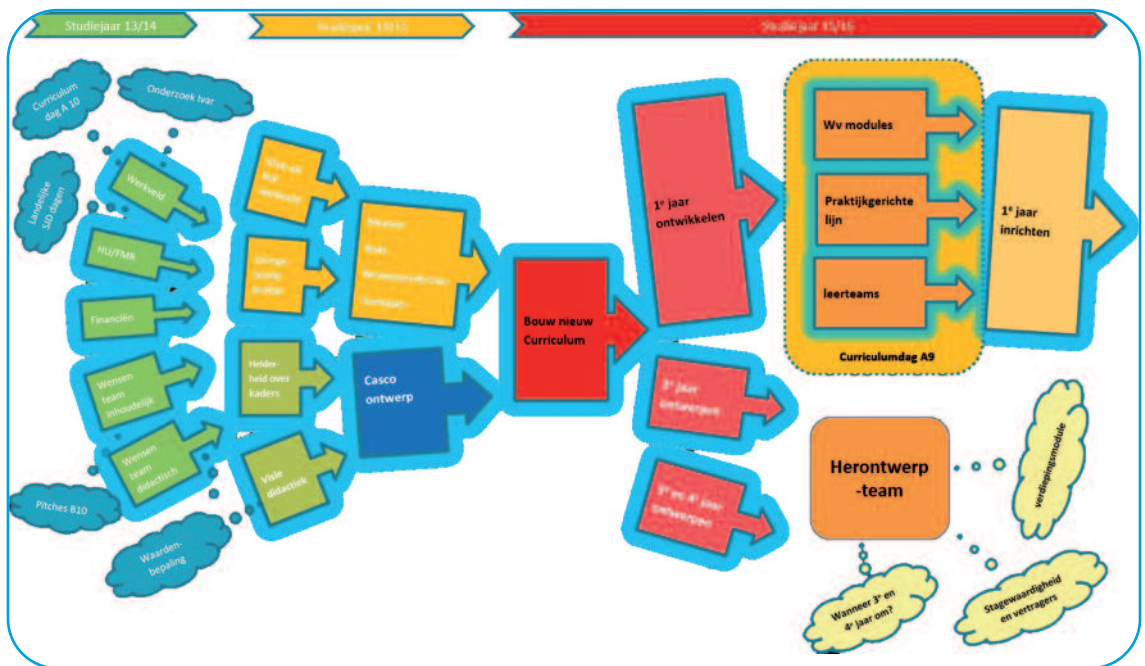 Studiejaar 13/14
Studiejaar 15/16
Curriculum
dag A 10
Onderzoek Ivar
Landelijke
SJD dagen
Werkveld
HU/FMR
Financiën
Wensen
team
inhoudelijk
Wensen
team
didactisch
Pitches B10
Waarden-
bepaling
Helder-
heid over
kaders
Visie
didactiek
Casco
ontwerp
Bouw nieuw
Curriculum
1e jaar
ontwikkelen
jaar
ontwerpen
3e en 4e jaar
ontwerpen
Wv modules
Praktijkgerichte
lijn
leerteams
Curriculumdag A9
1e jaar
inrichten
Herontwerp
-team
verdiepingsmodule
Stagewaardigheid
en vertragers
Wanneer 3e en
4e jaar om?